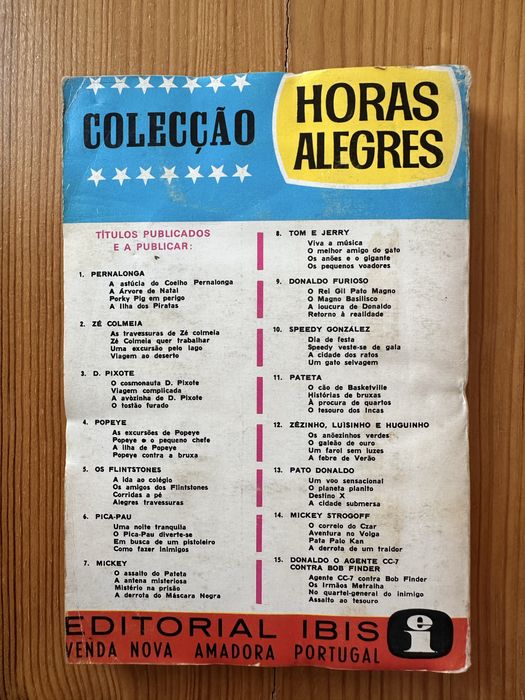 COLECÇÃO
HORAS
ALEGRES
TÍTULOS PUBLICADOS
E A PUBLICAR:
1. PERNALONGA
A astúcia do Coelho Pernalonga
A Árvore de Natal
Porky Pig em perigo
A Ilha dos Piratas
2. ZÉ COLMEIA
As travessuras de Zé colmeia
Zé Colmeia quer trabalhar
Uma excursão pelo lago
Viagem ao deserto
3. D. PIXOTE
O cosmonauta D. Pixote
Viagem complicada
A avòzinha de D. Pixote
O tostão furado
4. POPEYE
As excursões de Popeye
Popeye e o pequeno chefe
A ilha de Popeye
Popeye contra a bruxa
5. OS FLINTSTONES
A ida ao colégio
Os amigos dos Flintstones
Corridas a pé
Alegres travessuras
6. PICA-PAU
Uma noite tranquila
O Pica-Pau diverte-se
Em busca de um pistoleiro
Como fazer inimigos
7. MICKEY
O assalto do Pateta
A antena misteriosa
Mistério na prisão
A derrota do Máscara Negra
8. TOM E JERRY
Viva a música
O melhor amigo do gato
Os anões e o gigante
Os pequenos voadores
9. DONALDO FURIOSO
O Rei Gil Pato Magno
O Magno Basilisco
A loucura de Donaldo
Retorno à realidade
10. SPEEDY GONZÁLEZ
Dia de festa
Speedy veste-se de gala
A cidade dos ratos
Um gato selvagem
11. PATETA
O cão de Basketville
Histórias de bruxas
À procura de quartos
O tesouro dos Incas
12. ZÈZINHO, LUÍSINHO E HUGUINHO
Os anõezinhos verdes
O galeão de ouro
Um farol sem luzes
A febre de Verão
13. PATO DONALDO
Um voo sensacional
O planeta planito
Destino X
A cidade submersa
14. MICKEY STROGOFF
O correio do Czar
Aventura no Volga
Pata Palo Kan
A derrota de um traidor
15. DONALDO O AGENTE CC-7
CONTRA BOB FINDER
Agente CC-7 contra Bob Finder
Os Irmãos Metralha
No quartel-general do inimigo
Assalto ao tesouro
EDITORIAL IBIS
VENDA NOVA AMADORA PORTUGAL
ei